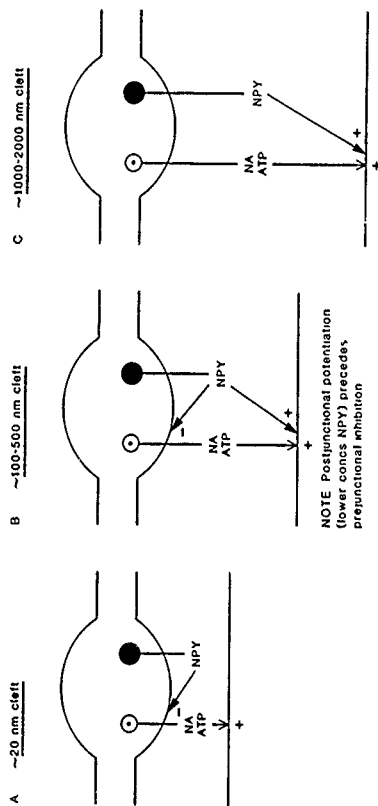 A ~20 nm cleft
NPY
NA
ATP
−
+
B ~100-500 nm cleft
NPY
NA
ATP
−
+
+
NOTE Postjunctional potentiation
(lower concs NPY) precedes
prejunctional inhibition
C ~1000-2000 nm cleft
NPY
NA
ATP
+
+